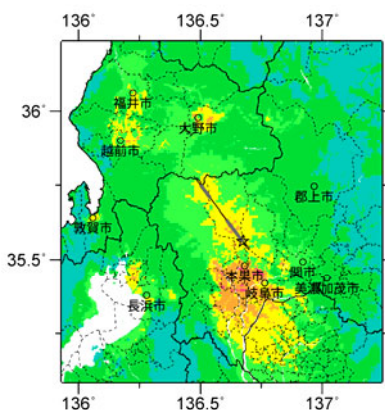 136° 136.5° 137°
36°
福井市
大野市
越前市
郡上市
敦賀市
35.5°
本巣市
関市
岐阜市
美濃加茂市
長浜市
136° 136.5° 137°